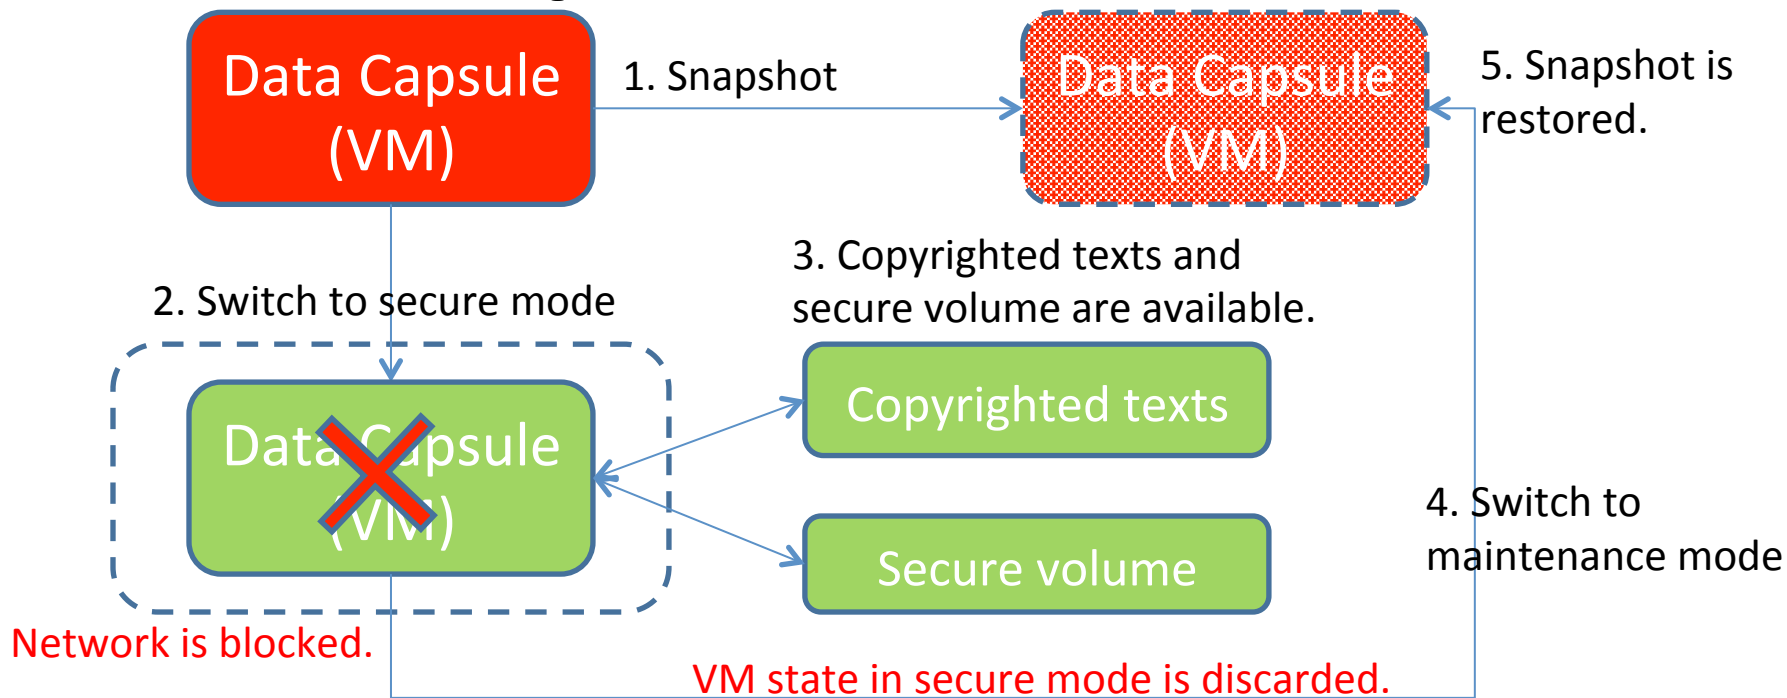 Data Capsule
(VM)
1. Snapshot
Data Capsule
(VM)
5. Snapshot is
restored.
2. Switch to secure mode
3. Copyrighted texts and
secure volume are available.
Data Capsule
(VM)
Copyrighted texts
Secure volume
4. Switch to
maintenance mode
Network is blocked.
VM state in secure mode is discarded.